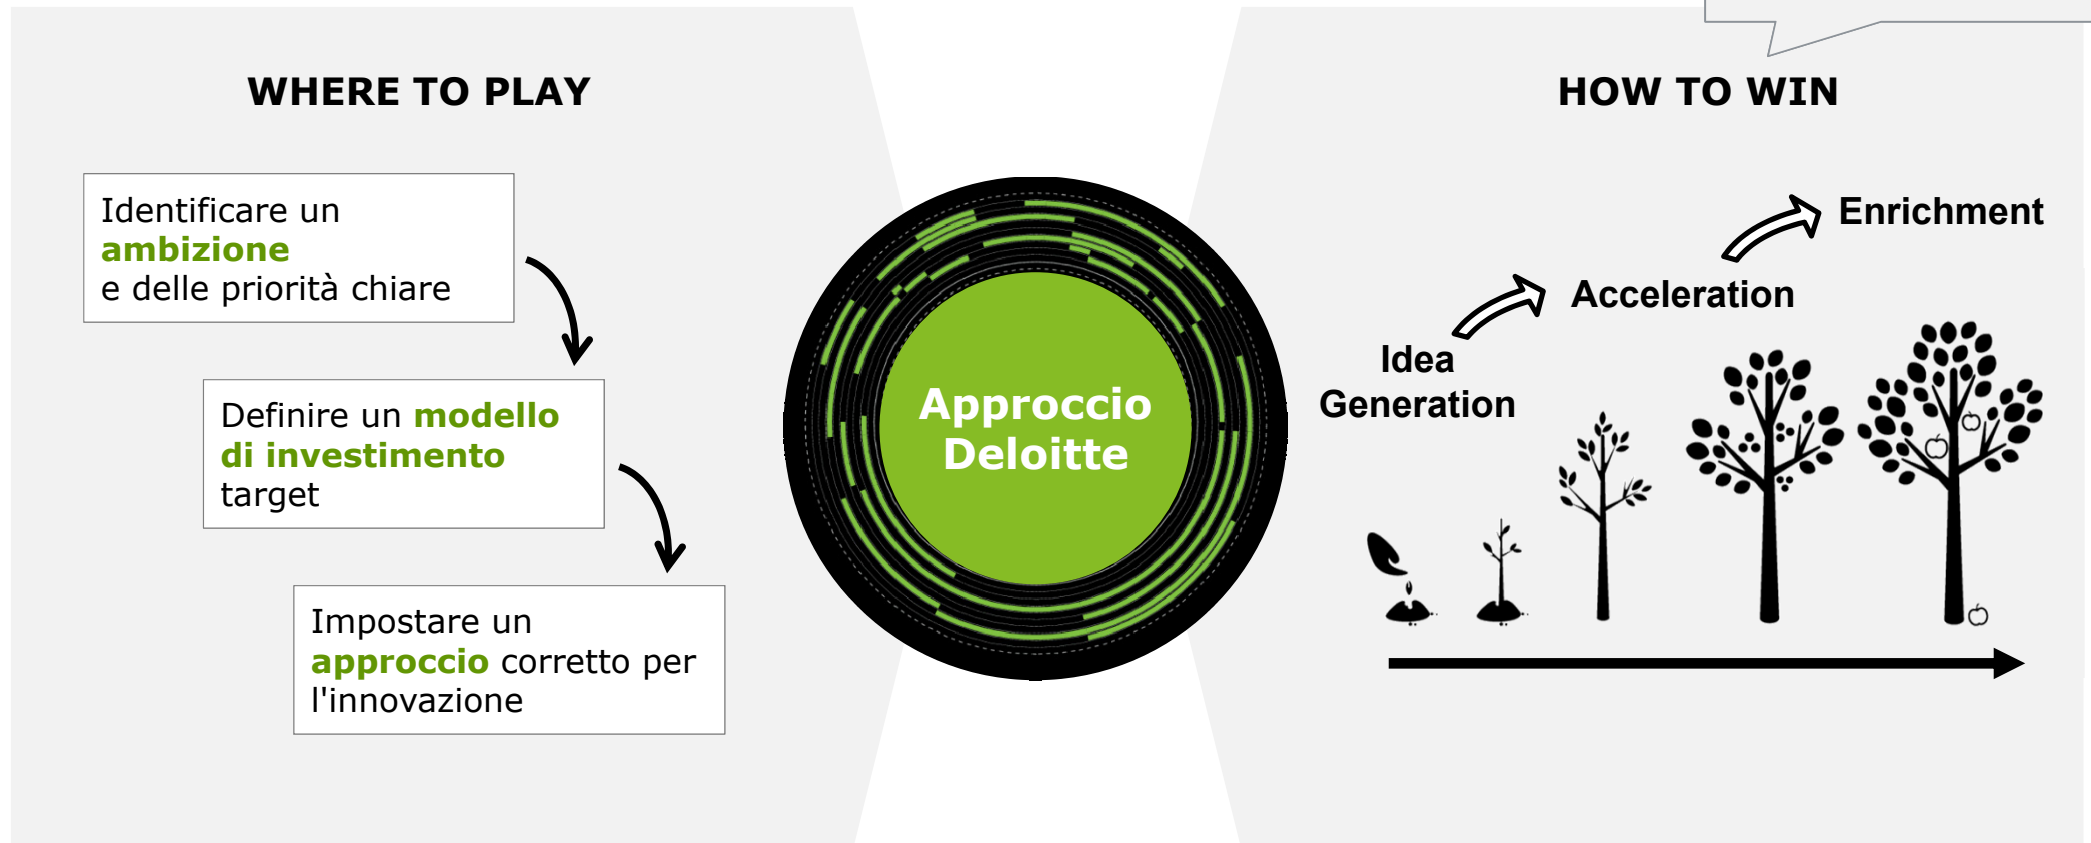 WHERE TO PLAY
Identificare un
ambizione
e delle priorità chiare
Definire un modello
di investimento
target
Impostare un
approccio corretto per
l'innovazione
Approccio
Deloitte
HOW TO WIN
Enrichment
Acceleration
Idea
Generation